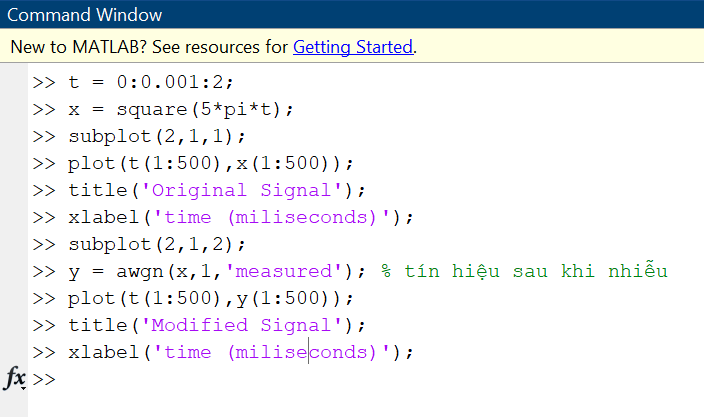 Command Window
New to MATLAB? See resources for Getting Started.
>> t = 0:0.001:2;
>> x = square(5*pi*t);
>> subplot(2,1,1);
>> plot(t(1:500),x(1:500));
>> title('Original Signal');
>> xlabel('time (miliseconds)');
>> subplot(2,1,2);
>> y = awgn(x,1,'measured'); % tín hiệu sau khi nhiễu
>> plot(t(1:500),y(1:500));
>> title('Modified Signal');
>> xlabel('time (miliseconds)');
fx >>